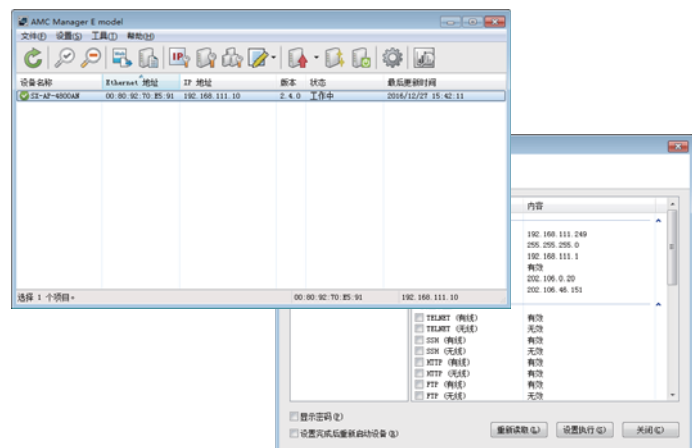 AMC Manager E model
文件(F) 设置(S) 工具(T) 帮助(H)
IP
设备名称 Ethernet 地址 IP 地址 版本 状态 最后更新时间
SX-AP-4800AN 00:80:92:70:E5:91 192.168.111.10 2.4.0 工作中 2016/12/27 15:42:11
选择 1 个项目。 00:80:92:70:E5:91 192.168.111.10
内容
192.168.111.249
255.255.255.0
192.168.111.1
有效
202.106.0.20
202.106.46.151
TELNET (有线) 有效
TELNET (无线) 无效
SSH (有线) 有效
SSH (无线) 无效
HTTP (有线) 有效
HTTP (无线) 有效
FTP (有线) 有效
FTP (无线) 无效
显示密码(P)
设置完成后重新启动设备(R)
重新读取(L) 设置执行(S) 关闭(C)